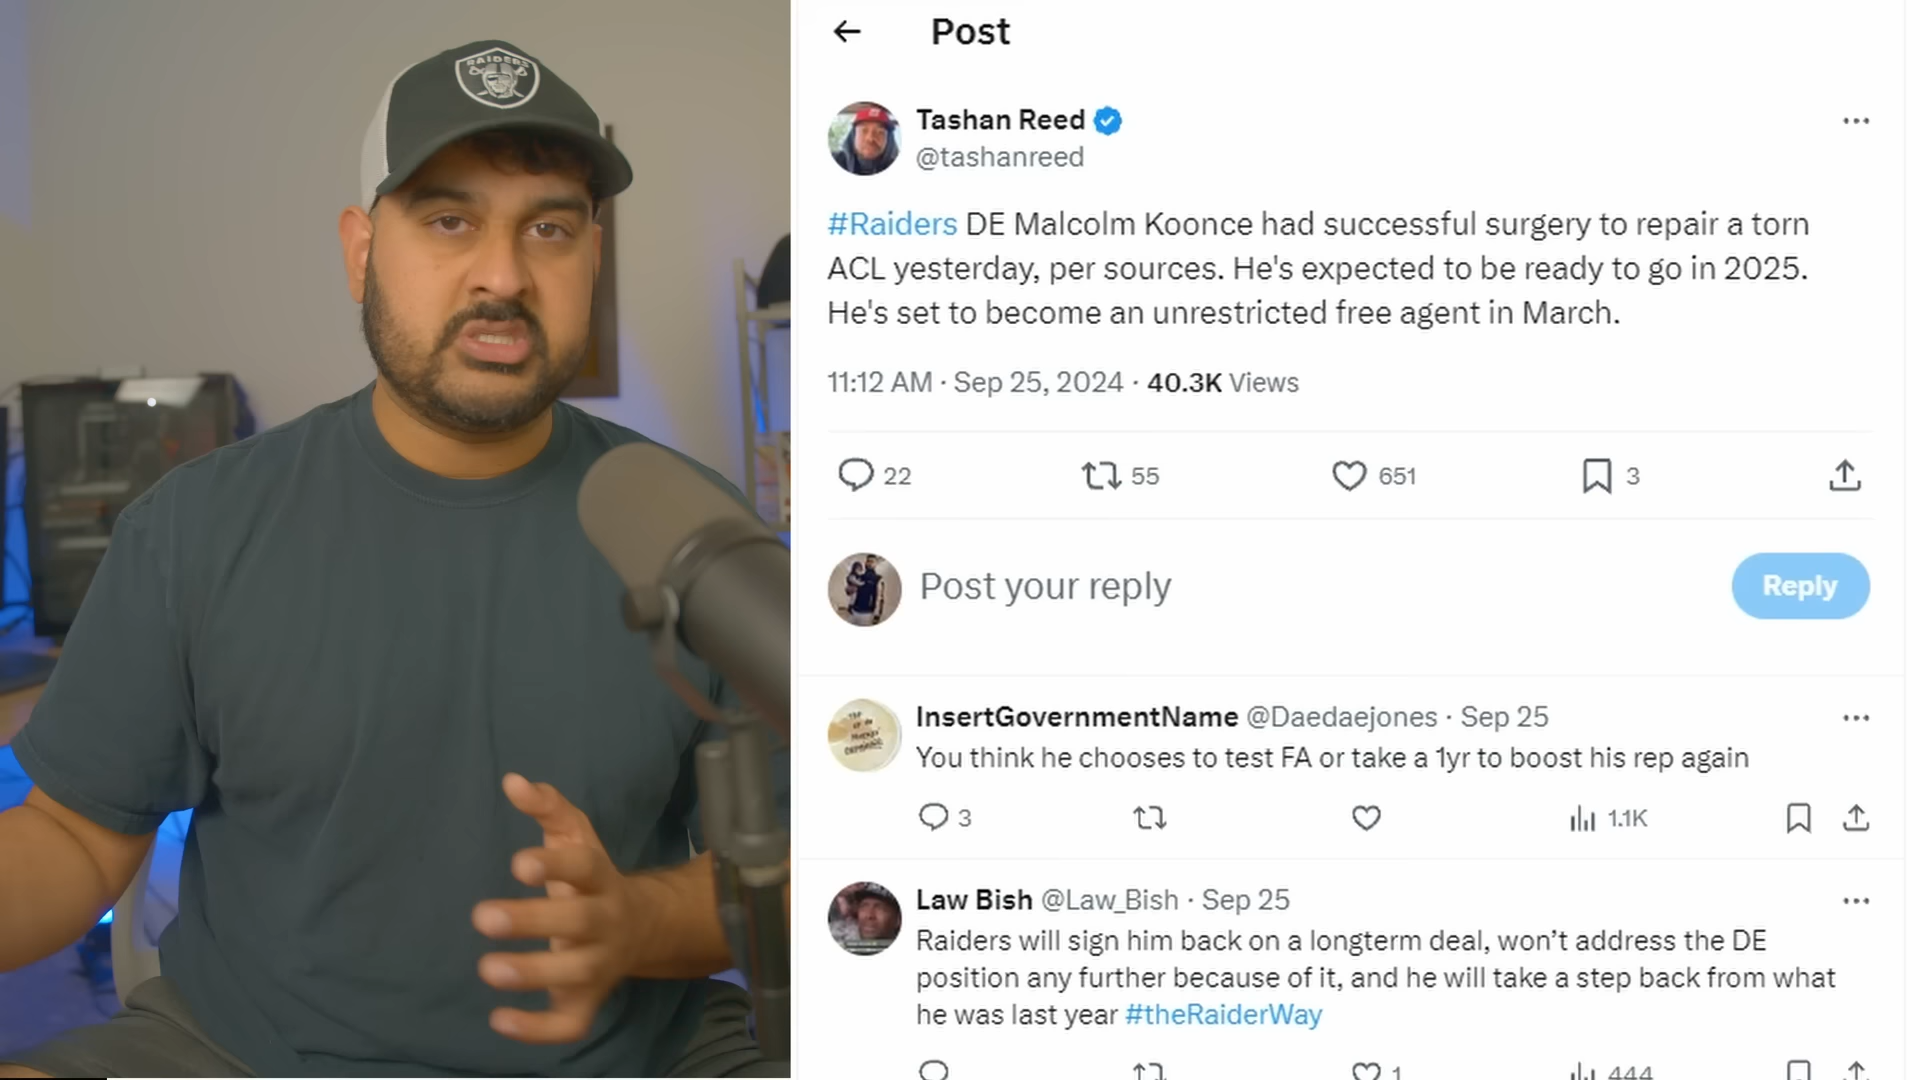 RAIDERS
Post
Tashan Reed
@tashanreed
#Raiders DE Malcolm Koonce had successful surgery to repair a torn
ACL yesterday, per sources. He's expected to be ready to go in 2025.
He's set to become an unrestricted free agent in March.
11:12 AM · Sep 25, 2024 · 40.3K Views
22 55 651 3
Post your reply
Reply
InsertGovernmentName @Daedaejones · Sep 25
You think he chooses to test FA or take a 1yr to boost his rep again
3 1.1K
Law Bish @Law_Bish · Sep 25
Raiders will sign him back on a longterm deal, won’t address the DE
position any further because of it, and he will take a step back from what
he was last year #theRaiderWay
1 444